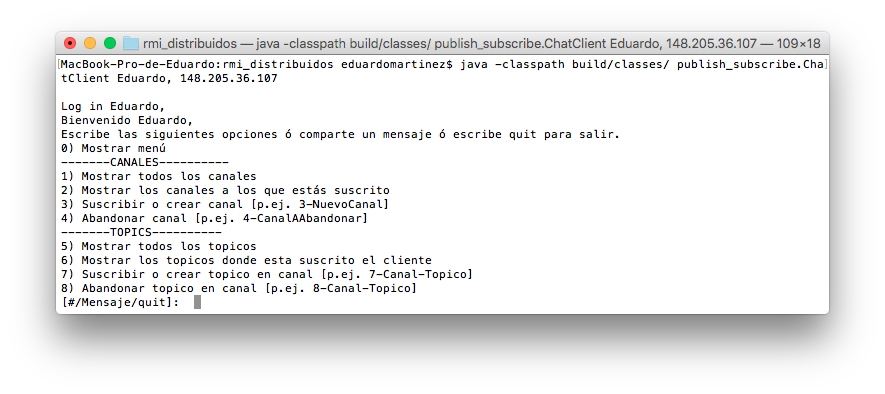 rmi_distribuidos — java -classpath build/classes/ publish_subscribe.ChatClient Eduardo, 148.205.36.107 — 109×18
[MacBook-Pro-de-Eduardo:rmi_distribuidos eduardomartinez$ java -classpath build/classes/ publish_subscribe.Cha]
tClient Eduardo, 148.205.36.107
Log in Eduardo,
Bienvenido Eduardo,
Escribe las siguientes opciones ó comparte un mensaje ó escribe quit para salir.
0) Mostrar menú
-------CANALES----------
1) Mostrar todos los canales
2) Mostrar los canales a los que estás suscrito
3) Suscribir o crear canal [p.ej. 3-NuevoCanal]
4) Abandonar canal [p.ej. 4-CanalAAbandonar]
-------TOPICS----------
5) Mostrar todos los topicos
6) Mostrar los topicos donde esta suscrito el cliente
7) Suscribir o crear topico en canal [p.ej. 7-Canal-Topico]
8) Abandonar topico en canal [p.ej. 8-Canal-Topico]
[#/Mensaje/quit]: